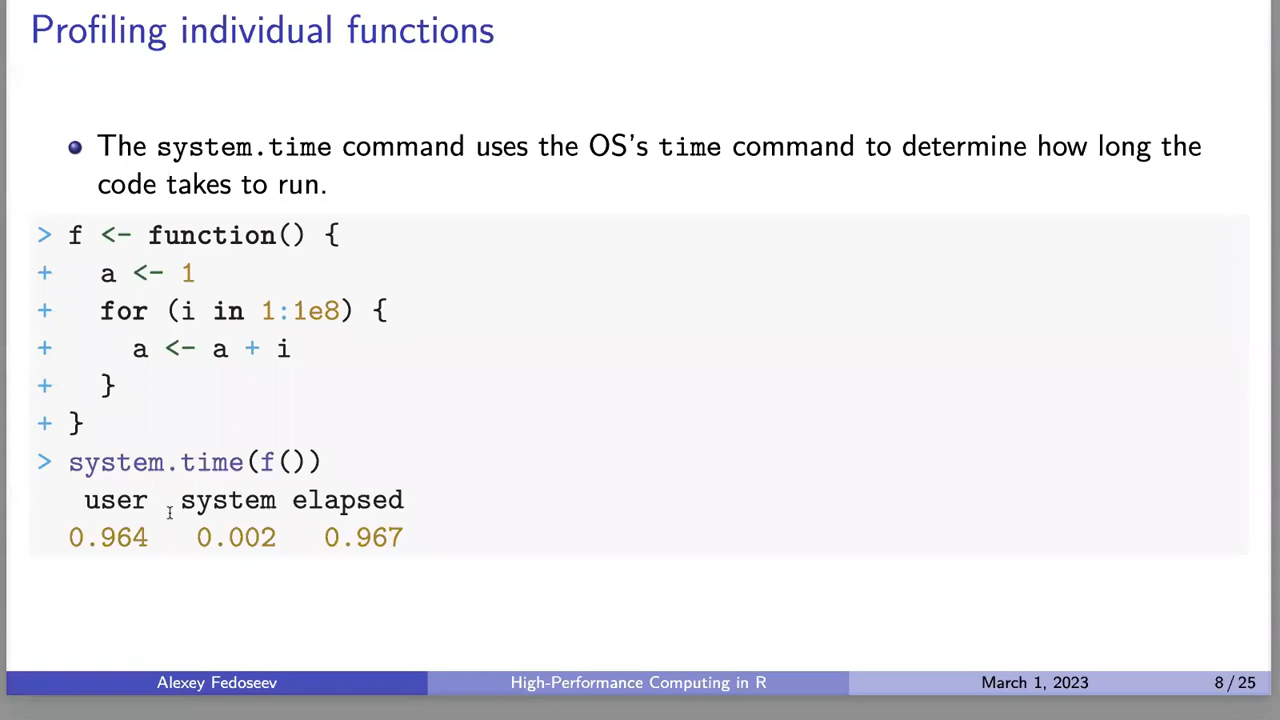 Profiling individual functions
The system.time command uses the OS's time command to determine how long the
code takes to run.
> f <- function() {
+   a <- 1
+   for (i in 1:1e8) {
+     a <- a + i
+   }
+ }
> system.time(f())
 user  system elapsed
0.964   0.002   0.967
Alexey Fedoseev High-Performance Computing in R March 1, 2023 8 / 25